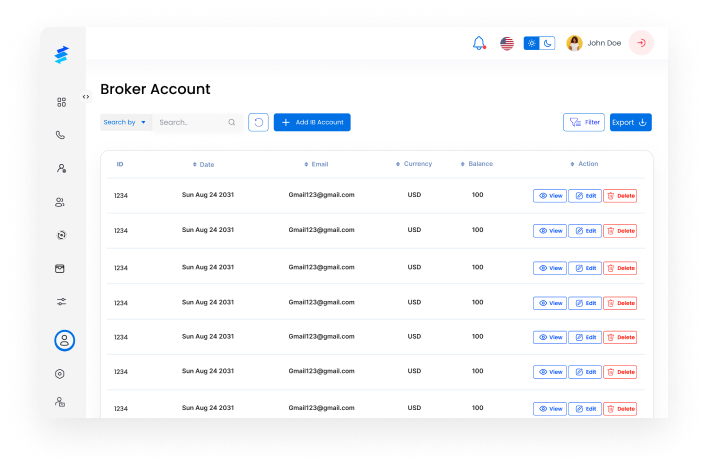 John Doe
Broker Account
Search by Search.. Add IB Account Filter Export
ID Date Email Currency Balance Action
1234 Sun Aug 24 2031 Gmail123@gmail.com USD 100 View Edit Delete
1234 Sun Aug 24 2031 Gmail123@gmail.com USD 100 View Edit Delete
1234 Sun Aug 24 2031 Gmail123@gmail.com USD 100 View Edit Delete
1234 Sun Aug 24 2031 Gmail123@gmail.com USD 100 View Edit Delete
1234 Sun Aug 24 2031 Gmail123@gmail.com USD 100 View Edit Delete
1234 Sun Aug 24 2031 Gmail123@gmail.com USD 100 View Edit Delete
1234 Sun Aug 24 2031 Gmail123@gmail.com USD 100 View Edit Delete